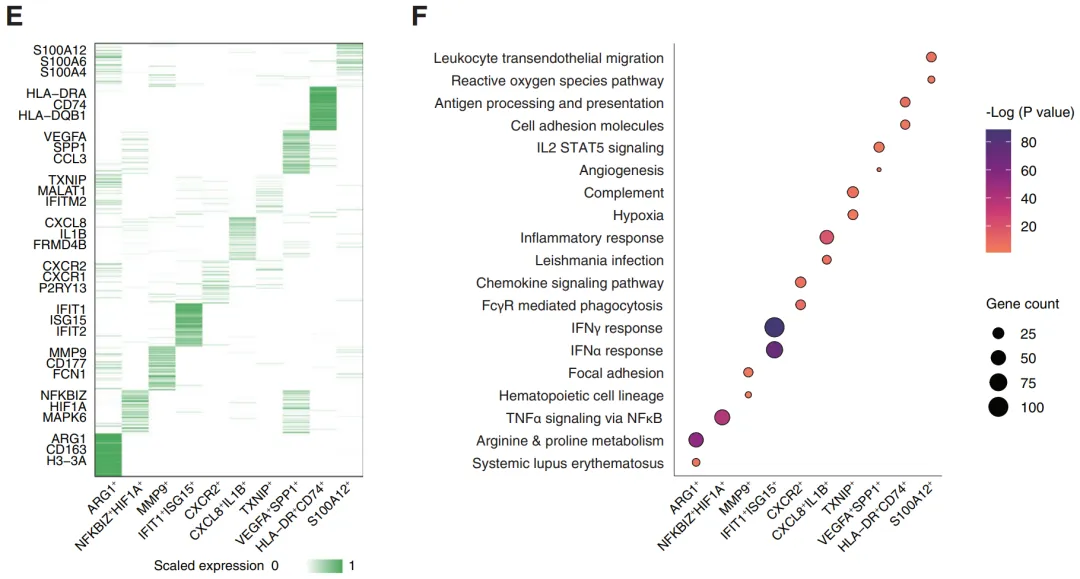 E
S100A12
S100A6
S100A4
HLA−DRA
CD74
HLA−DQB1
VEGFA
SPP1
CCL3
TXNIP
MALAT1
IFITM2
CXCL8
IL1B
FRMD4B
CXCR2
CXCR1
P2RY13
IFIT1
ISG15
IFIT2
MMP9
CD177
FCN1
NFKBIZ
HIF1A
MAPK6
ARG1
CD163
H3−3A
ARG1⁺
NFKBIZ⁺HIF1A⁺
MMP9⁺
IFIT1⁺ISG15⁺
CXCR2⁺
CXCL8⁺IL1B⁺
TXNIP⁺
VEGFA⁺SPP1⁺
HLA−DR⁺CD74⁺
S100A12⁺
Scaled expression 0 1
F
Leukocyte transendothelial migration
Reactive oxygen species pathway
Antigen processing and presentation
Cell adhesion molecules
IL2 STAT5 signaling
Angiogenesis
Complement
Hypoxia
Inflammatory response
Leishmania infection
Chemokine signaling pathway
FcγR mediated phagocytosis
IFNγ response
IFNα response
Focal adhesion
Hematopoietic cell lineage
TNFα signaling via NFκB
Arginine & proline metabolism
Systemic lupus erythematosus
ARG1⁺
NFKBIZ⁺HIF1A⁺
MMP9⁺
IFIT1⁺ISG15⁺
CXCR2⁺
CXCL8⁺IL1B⁺
TXNIP⁺
VEGFA⁺SPP1⁺
HLA−DR⁺CD74⁺
S100A12⁺
-Log (P value)
80
60
40
20
Gene count
25
50
75
100